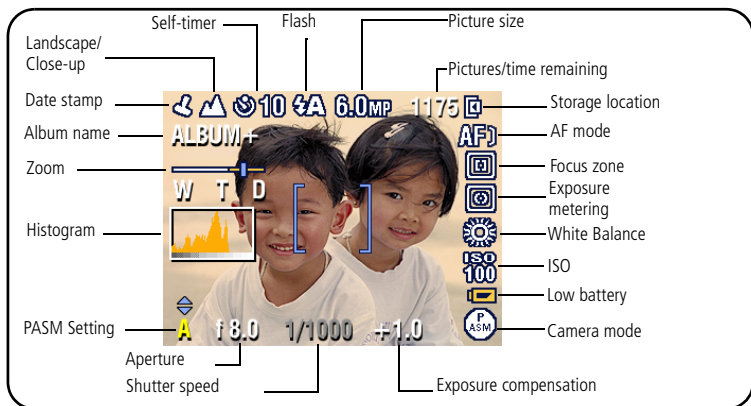 Self-timer
Flash
Picture size
Landscape/
Close-up
Pictures/time remaining
Date stamp
10 A 6.0MP 1175
Storage location
Album name
ALBUM+
AF
AF mode
Zoom
Focus zone
W T D
Exposure
metering
Histogram
White Balance
ISO
100
ISO
Low battery
PASM Setting
A f 8.0 1/1000 +1.0
P
ASM
Camera mode
Aperture
Shutter speed
Exposure compensation